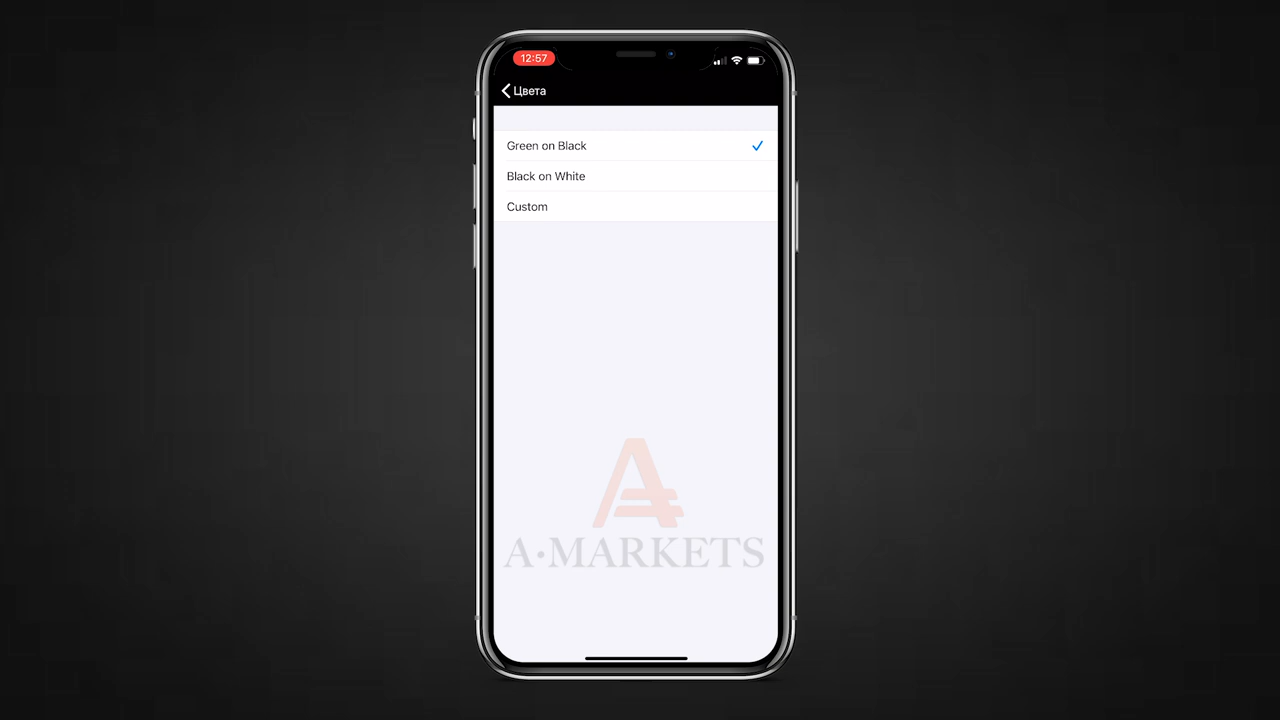 12:57
Цвета
Green on Black
Black on White
Custom
A·MARKETS